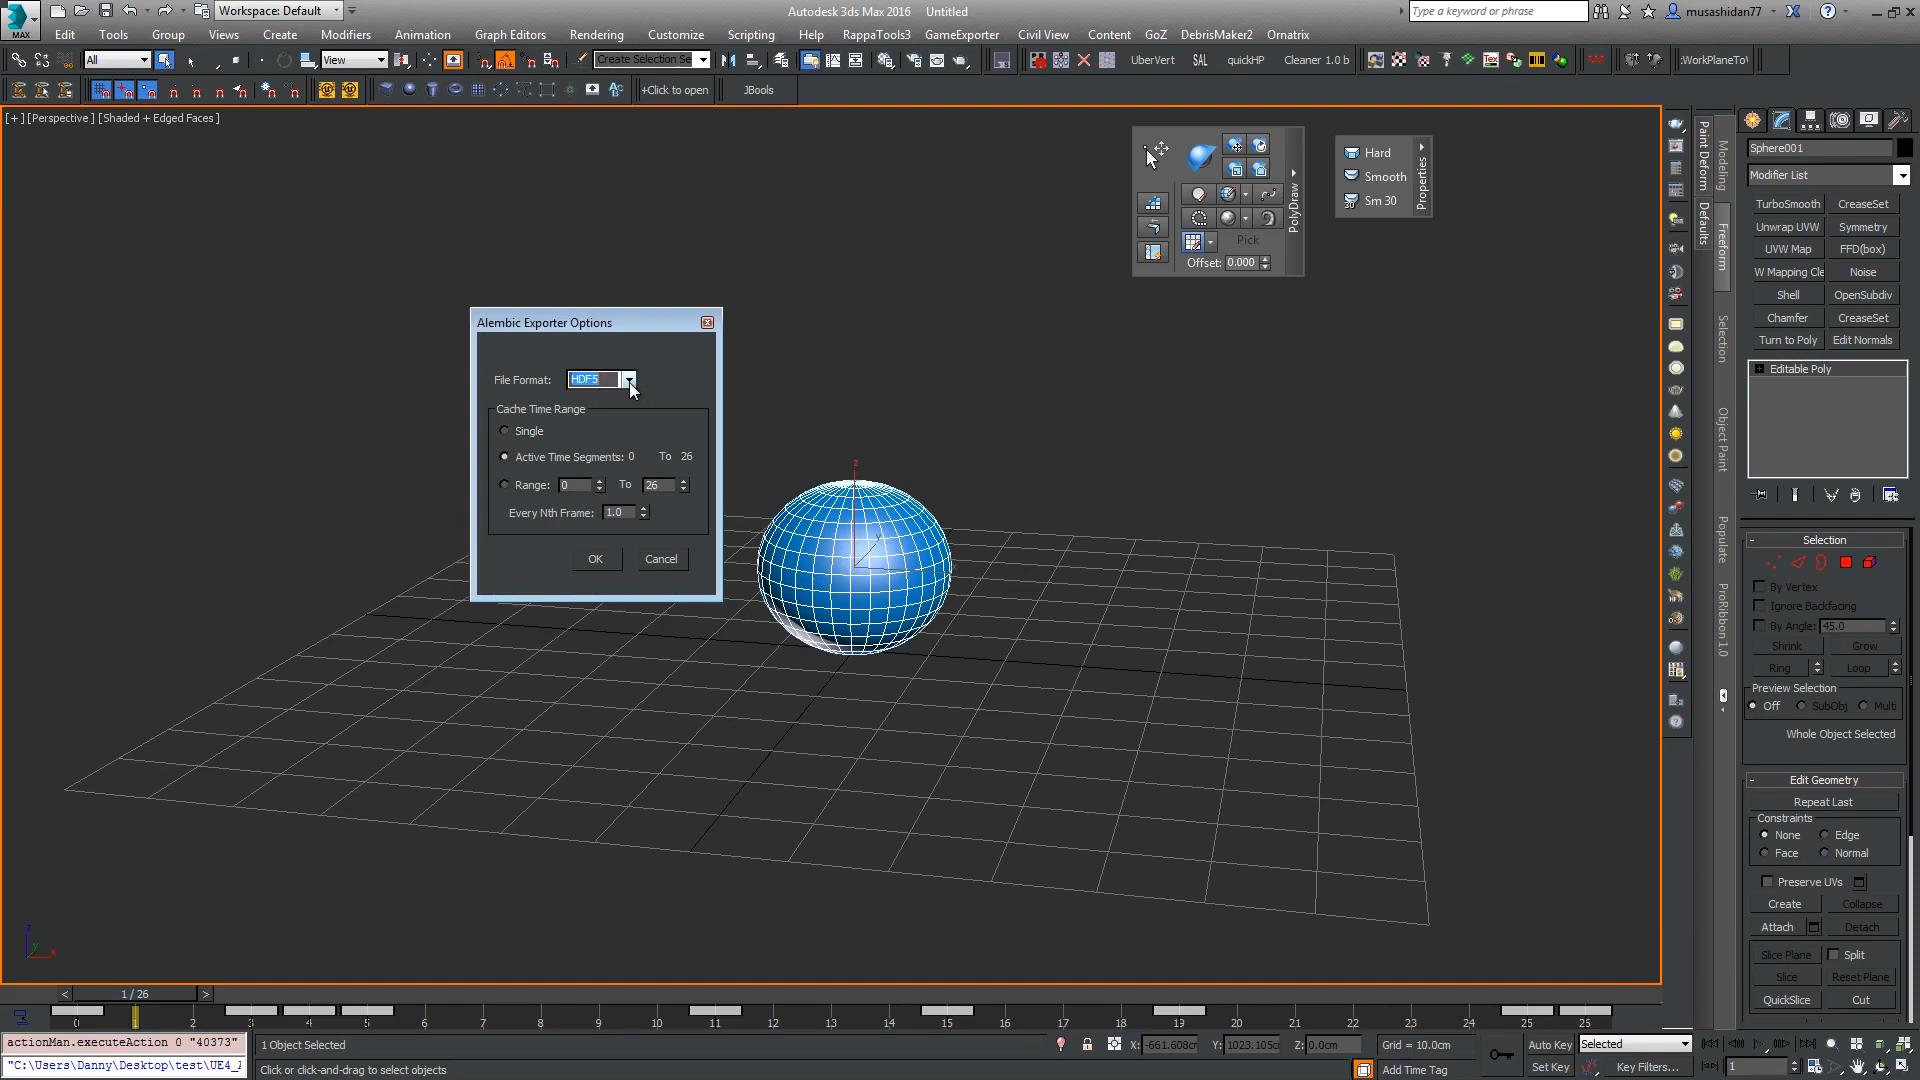 Workspace: Default
Autodesk 3ds Max 2016 Untitled
Type a keyword or phrase
musashidan77
MAX
Edit Tools Group Views Create Modifiers Animation Graph Editors Rendering Customize Scripting Help RappaTools3 GameExporter Civil View Content GoZ DebrisMaker2 Ornatrix
All
View
Create Selection Se
UberVert SAL quickHP Cleaner 1.0 b
:WorkPlaneTo
+Click to open
JBools
[+] [Perspective] [Shaded + Edged Faces]
Hard
Smooth
Sm 30
Properties
PolyDraw
Pick
Offset: 0.000
Paint Deform
Defaults
Modeling
Freeform
Selection
Object Paint
Populate
ProRibbon 1.0
Sphere001
Modifier List
TurboSmooth CreaseSet
Unwrap UVW Symmetry
UVW Map FFD(box)
W Mapping Cle Noise
Shell OpenSubdiv
Chamfer CreaseSet
Turn to Poly Edit Normals
Editable Poly
Alembic Exporter Options
File Format: HDF5
Cache Time Range
Single
Active Time Segments: 0 To 26
Range: 0 To 26
Every Nth Frame: 1.0
OK Cancel
Selection
By Vertex
Ignore Backfacing
By Angle: 45.0
Shrink Grow
Ring Loop
Preview Selection
Off SubObj Multi
Whole Object Selected
Edit Geometry
Repeat Last
Constraints
None Edge
Face Normal
Preserve UVs
Create Collapse
Attach Detach
Slice Plane Split
Slice Reset Plane
QuickSlice Cut
z
z
y
x
< 1 / 26 >
0 1 2 3 4 5 6 7 8 9 10 11 12 13 14 15 16 17 18 19 20 21 22 23 24 25 25
actionMan.executeAction 0 "40373"
"C:\Users\Danny\Desktop\test\UE4_
1 Object Selected
Click or click-and-drag to select objects
X: -661.608cm Y: 1023.105c Z: 0.0cm
Grid = 10.0cm
Add Time Tag
Auto Key Selected
Set Key Key Filters...
1